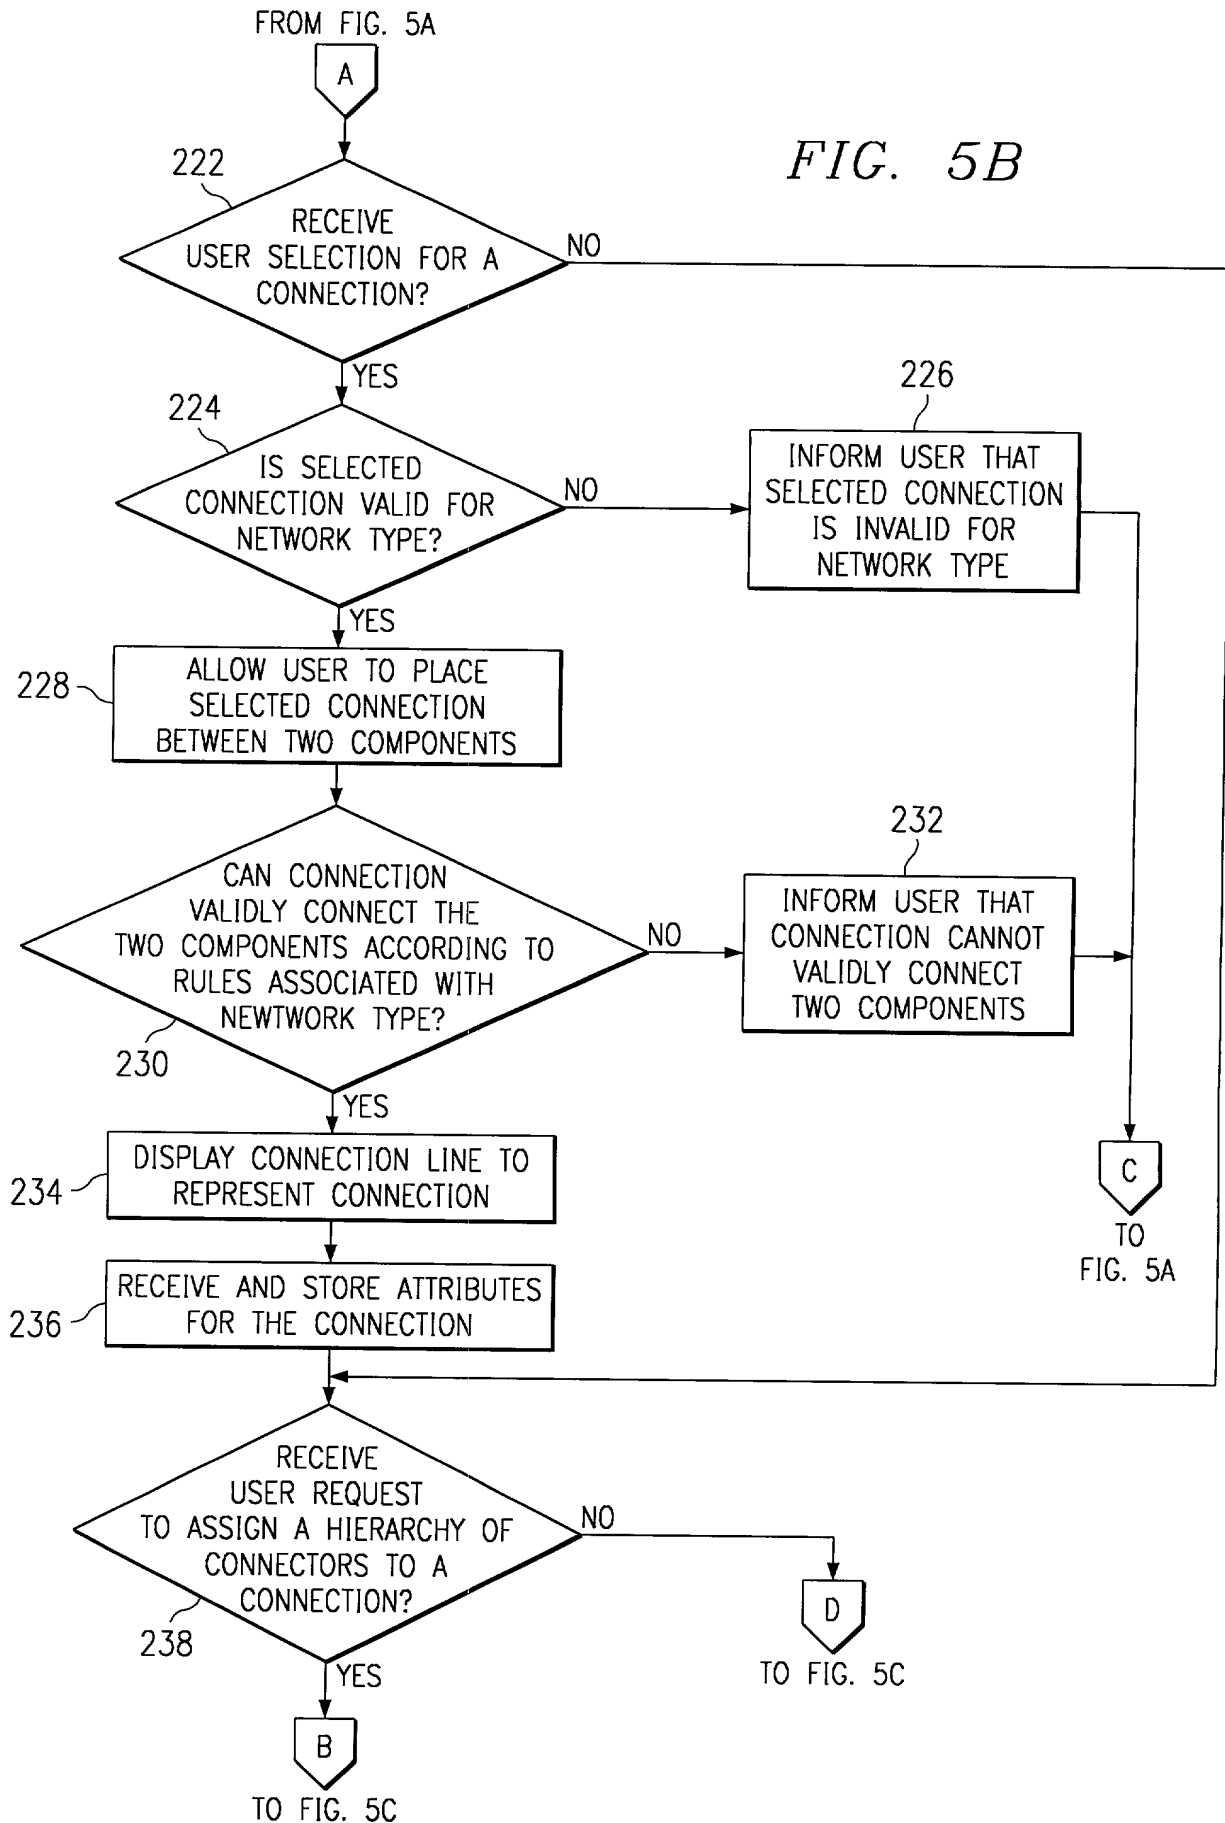 FROM FIG. 5A
A
FIG. 5B
222
RECEIVE
USER SELECTION FOR A
CONNECTION?
NO
YES
224
IS SELECTED
CONNECTION VALID FOR
NETWORK TYPE?
NO
226
INFORM USER THAT
SELECTED CONNECTION
IS INVALID FOR
NETWORK TYPE
YES
228
ALLOW USER TO PLACE
SELECTED CONNECTION
BETWEEN TWO COMPONENTS
CAN CONNECTION
VALIDLY CONNECT THE
TWO COMPONENTS ACCORDING TO
RULES ASSOCIATED WITH
NEWTWORK TYPE?
230
NO
232
INFORM USER THAT
CONNECTION CANNOT
VALIDLY CONNECT
TWO COMPONENTS
YES
234
DISPLAY CONNECTION LINE TO
REPRESENT CONNECTION
C
TO
FIG. 5A
236
RECEIVE AND STORE ATTRIBUTES
FOR THE CONNECTION
RECEIVE
USER REQUEST
TO ASSIGN A HIERARCHY OF
CONNECTORS TO A
CONNECTION?
238
NO
D
TO FIG. 5C
YES
B
TO FIG. 5C